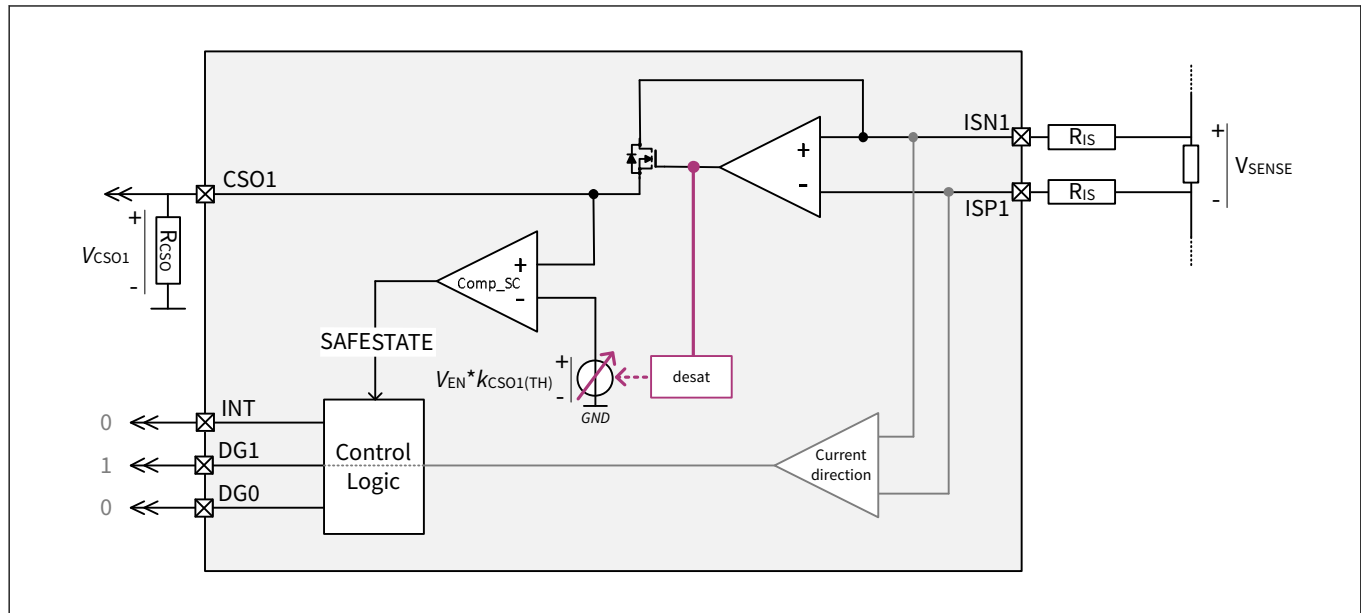 ISN1
RIS
+
+
-
VSENSE
CSO1
ISP1
RIS
-
+
VCSO1
-
RCSO
+
Comp_SC
-
SAFESTATE
VEN*kCSO1(TH)
+
-
GND
desat
0
INT
1
DG1
0
DG0
Control
Logic
Current
direction